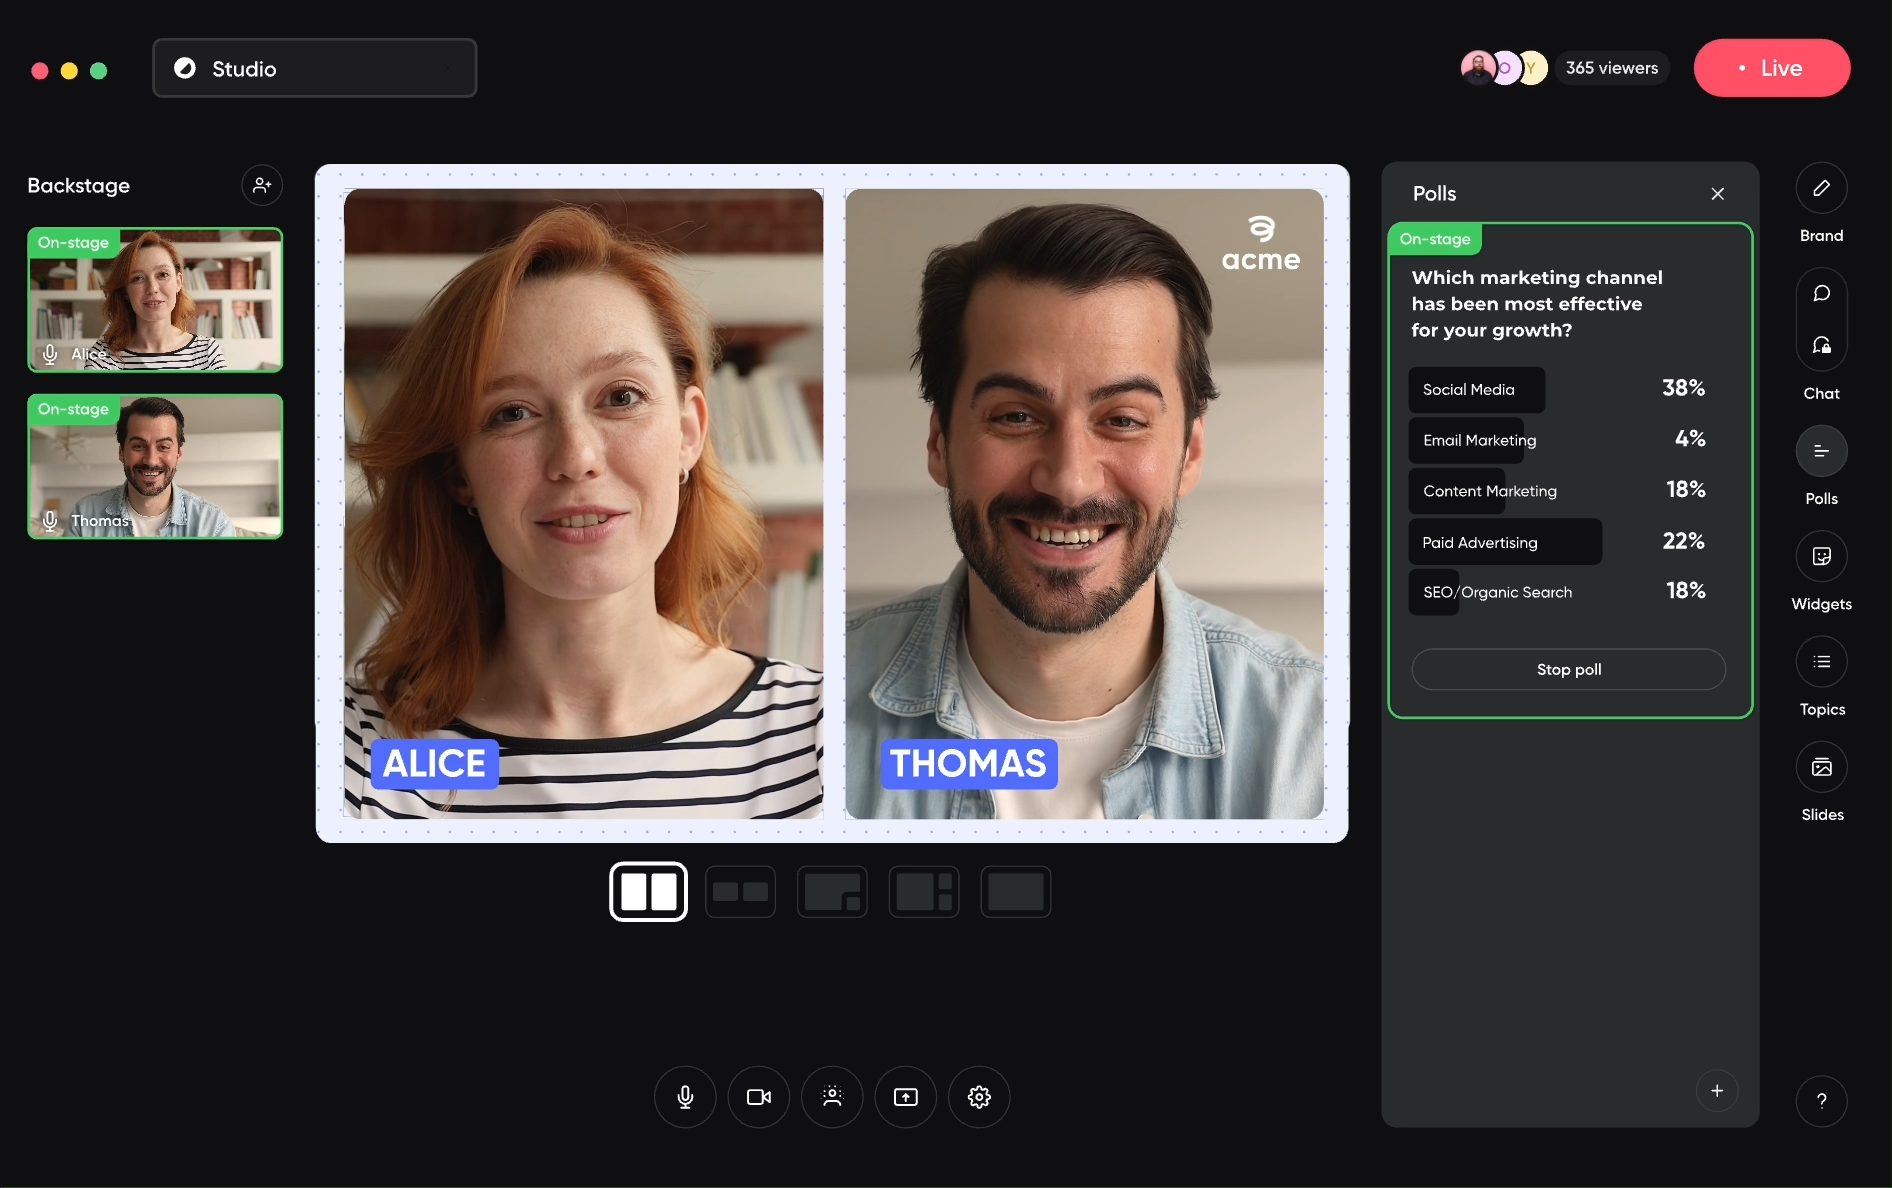 Studio
O
Y
365 viewers
• Live
Backstage
On-stage
Alice
On-stage
Thomas
acme
ALICE
THOMAS
Polls
On-stage
Which marketing channel
has been most effective
for your growth?
Social Media 38%
Email Marketing 4%
Content Marketing 18%
Paid Advertising 22%
SEO/Organic Search 18%
Stop poll
+
Brand
Chat
Polls
Widgets
Topics
Slides
?